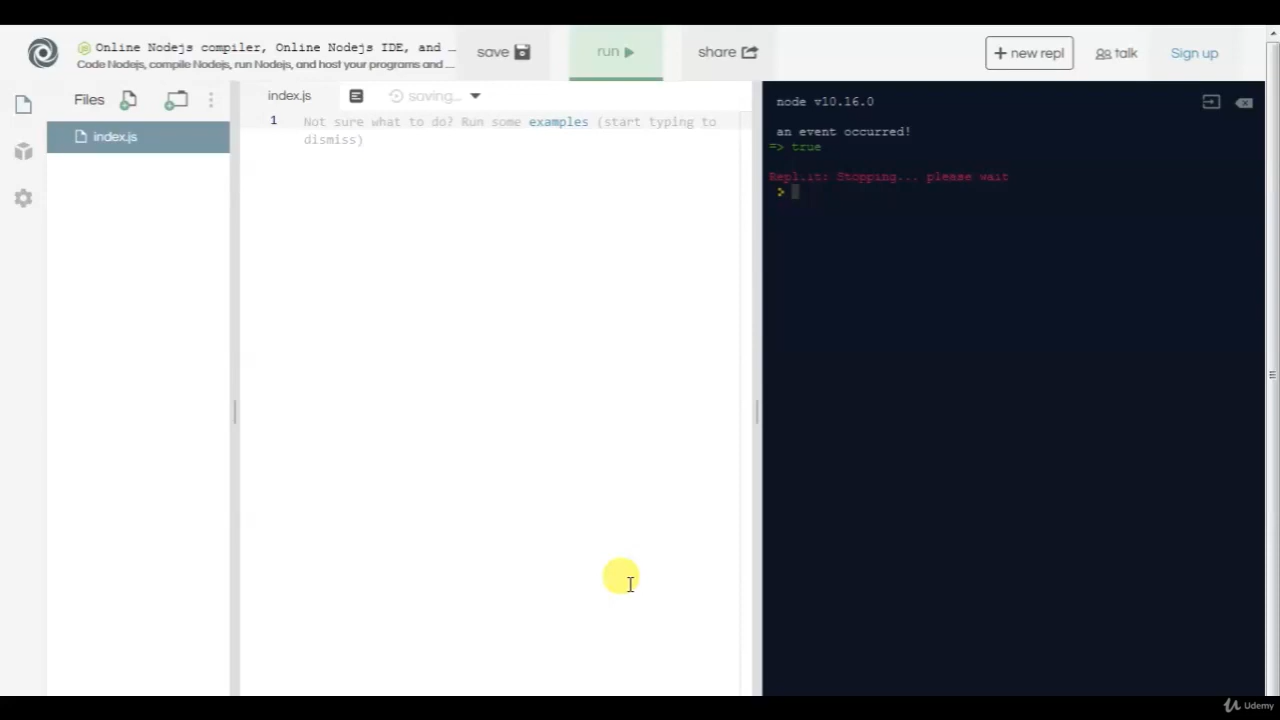 Online Nodejs compiler, Online Nodejs IDE, and ...
Code Nodejs, compile Nodejs, run Nodejs, and host your programs and ...
save
run
share
+ new repl
talk
Sign up
Files
index.js
index.js
saving...
1 Not sure what to do? Run some examples (start typing to
dismiss)
node v10.16.0
an event occurred!
=> true
Repl.it: Stopping... please wait
>
Udemy